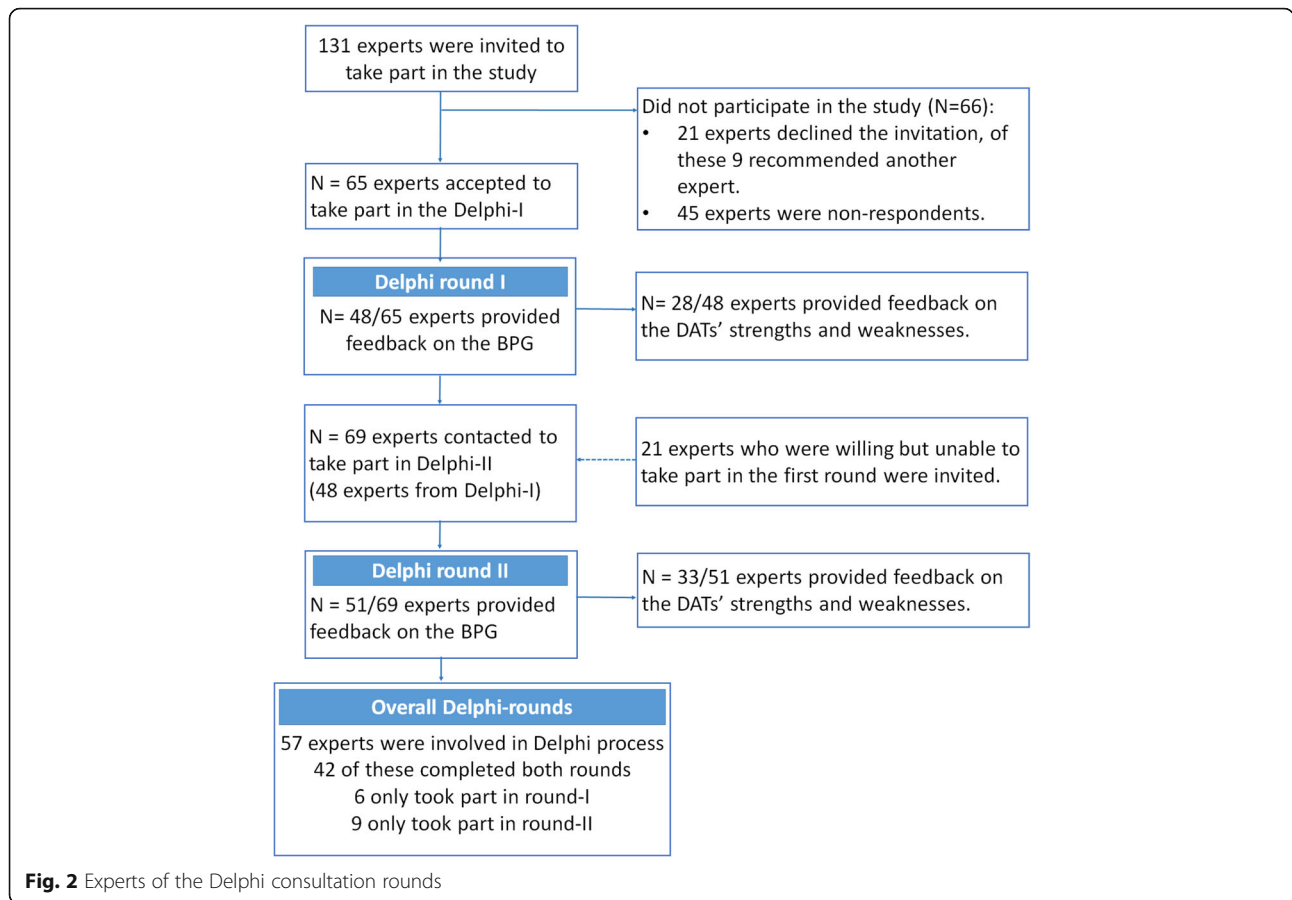 131 experts were invited to
take part in the study
Did not participate in the study (N=66):
• 21 experts declined the invitation, of
these 9 recommended another
expert.
• 45 experts were non-respondents.
N = 65 experts accepted to
take part in the Delphi-I
Delphi round I
N= 48/65 experts provided
feedback on the BPG
N= 28/48 experts provided feedback on
the DATs’ strengths and weaknesses.
N = 69 experts contacted to
take part in Delphi-II
(48 experts from Delphi-I)
21 experts who were willing but unable to
take part in the first round were invited.
Delphi round II
N = 51/69 experts provided
feedback on the BPG
N = 33/51 experts provided feedback on
the DATs’ strengths and weaknesses.
Overall Delphi-rounds
57 experts were involved in Delphi process
42 of these completed both rounds
6 only took part in round-I
9 only took part in round-II
Fig. 2 Experts of the Delphi consultation rounds